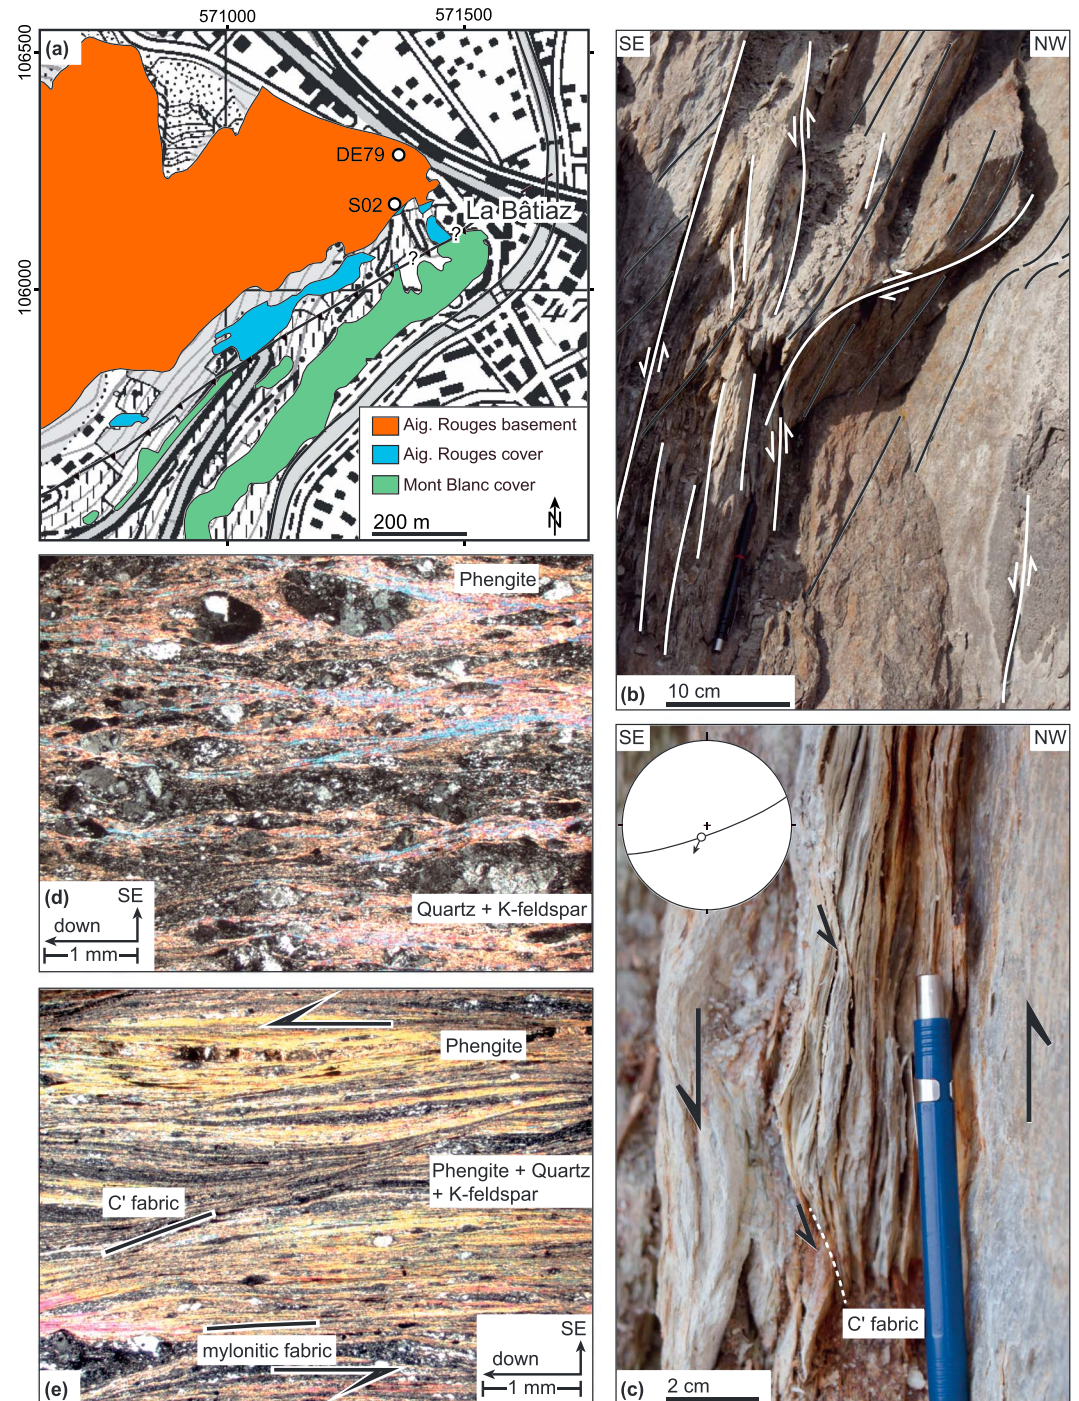 571000
571500
106500
106000
(a)
DE79
S02
La Bâtiaz
?
?
47
Aig. Rouges basement
Aig. Rouges cover
Mont Blanc cover
200 m
N
SE
NW
(b)
10 cm
SE
NW
C' fabric
(c)
2 cm
Phengite
(d)
SE
down
1 mm
Quartz + K-feldspar
Phengite
Phengite + Quartz
+ K-feldspar
C' fabric
mylonitic fabric
(e)
SE
down
1 mm